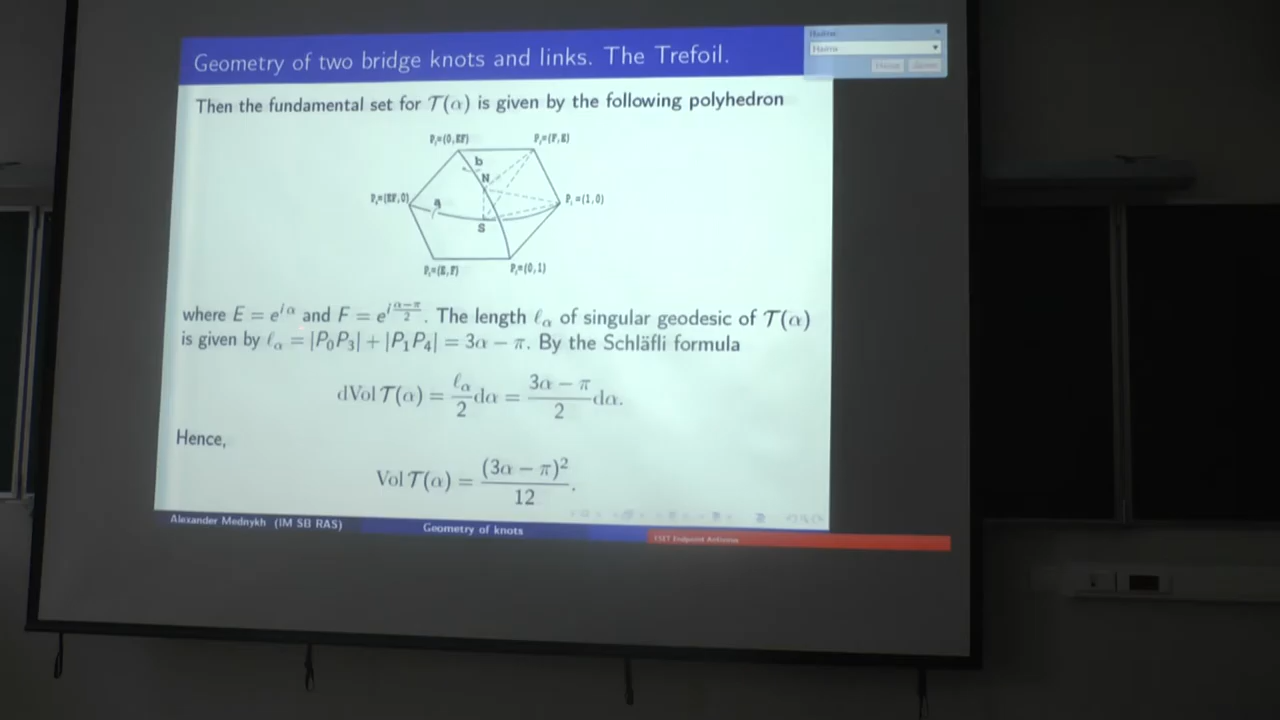 Geometry of two bridge knots and links. The Trefoil.
Then the fundamental set for 𝒯(α) is given by the following polyhedron
b
N
a
S
=(1,0)
=(0,1)
where E = e^{iα} and F = e^{i(α−π)/2}. The length ℓ_α of singular geodesic of 𝒯(α)
is given by ℓ_α = |P₀P₃| + |P₁P₄| = 3α − π. By the Schläfli formula
dVol 𝒯(α) = ℓ_α/2 dα = (3α − π)/2 dα.
Hence,
Vol 𝒯(α) = (3α − π)²/12.
Alexander Mednykh (IM SB RAS)
Geometry of knots
ESET Endpoint Antivirus